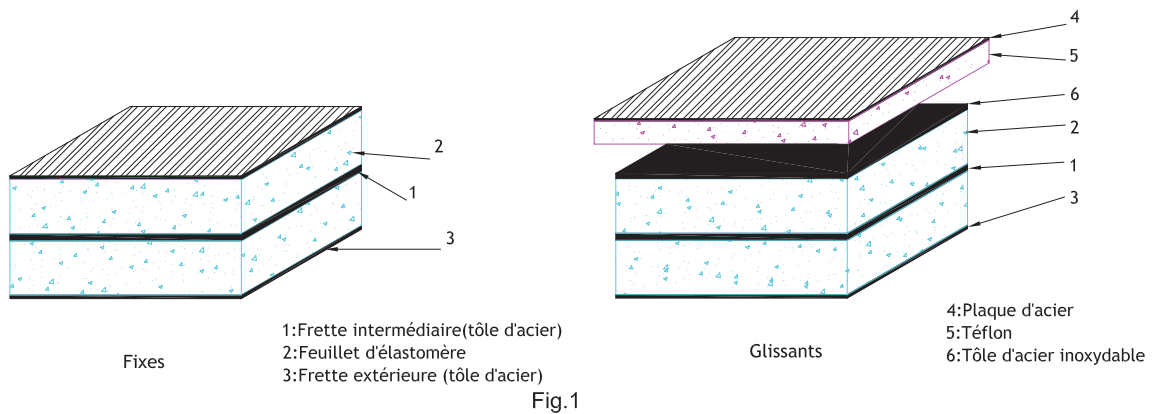 4
5
6
2
1
3
2
1
3
1:Frette intermédiaire(tôle d'acier)
2:Feuillet d'élastomère
3:Frette extérieure (tôle d'acier)
Fixes
4:Plaque d'acier
5:Téflon
6:Tôle d'acier inoxydable
Glissants
Fig.1